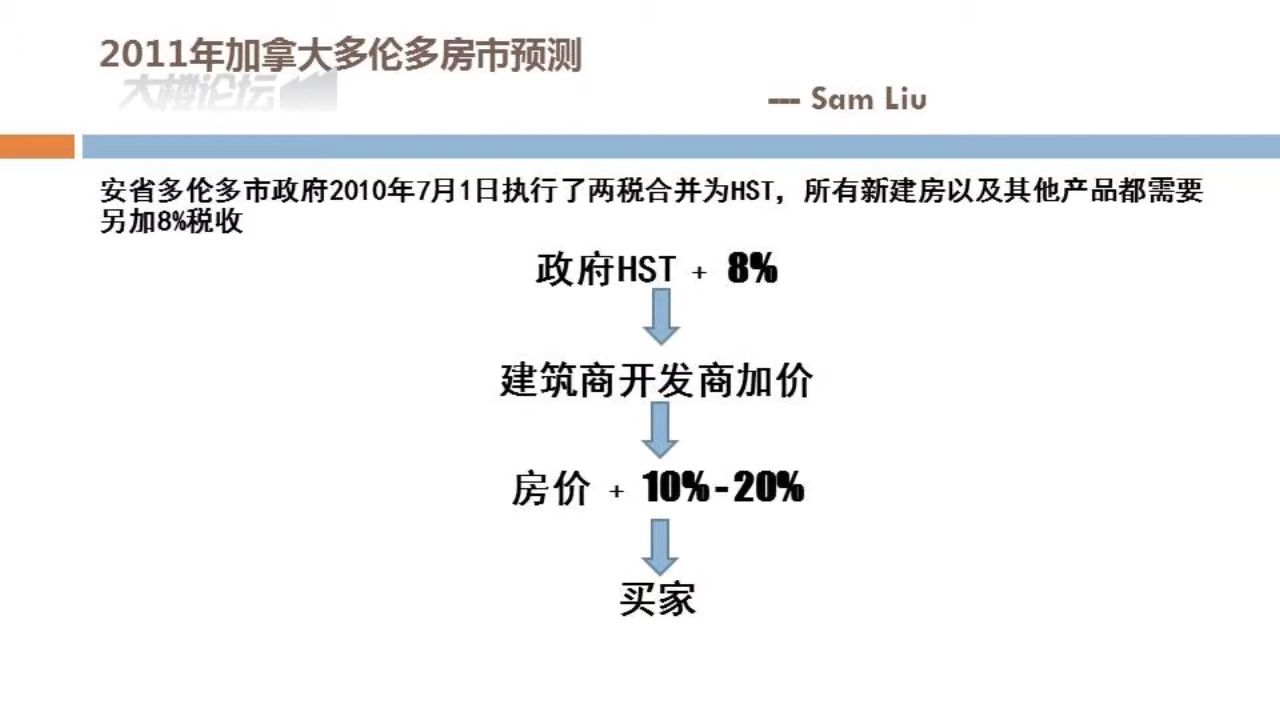 2011年加拿大多伦多房市预测
大楼论坛
--- Sam Liu
安省多伦多市政府2010年7月1日执行了两税合并为HST，所有新建房以及其他产品都需要
另加8%税收
政府HST + 8%
建筑商开发商加价
房价 + 10%-20%
买家